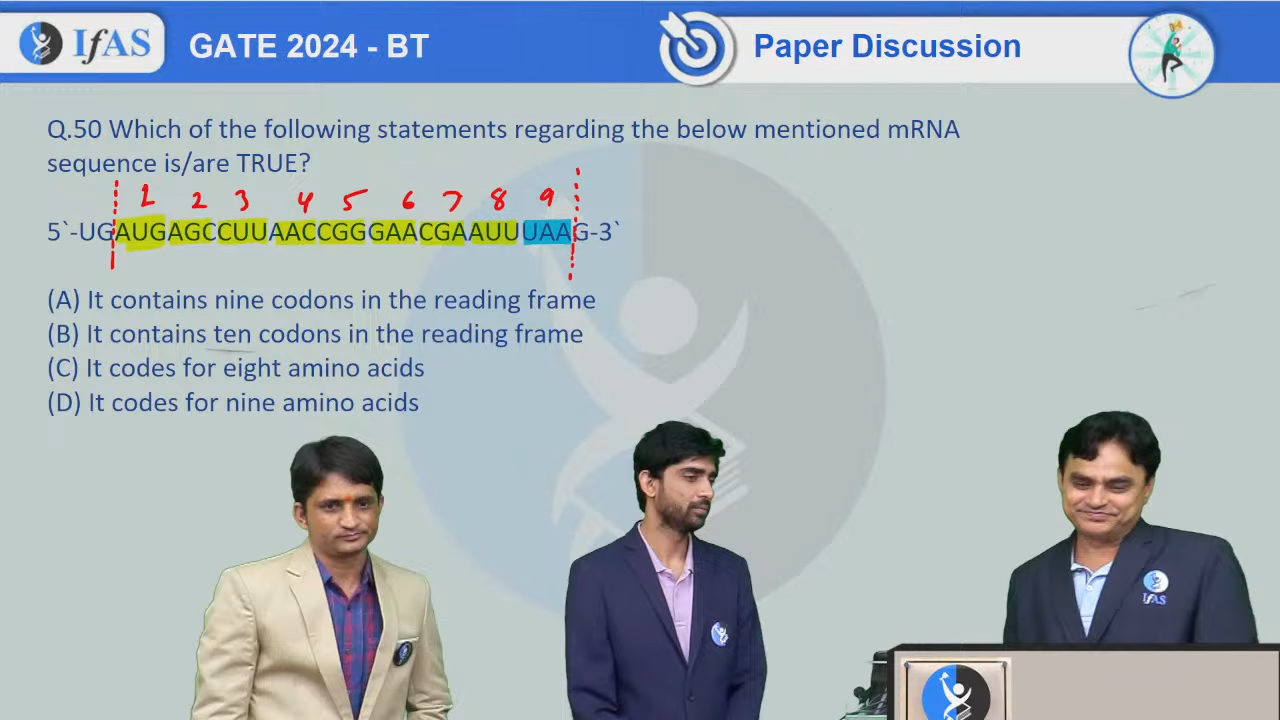 IfAS GATE 2024 - BT Paper Discussion
Q.50 Which of the following statements regarding the below mentioned mRNA
sequence is/are TRUE?
1 2 3 4 5 6 7 8 9
5`-UGAUGAGCCUUAACCGGGAACGAAUUUAAG-3`
(A) It contains nine codons in the reading frame
(B) It contains ten codons in the reading frame
(C) It codes for eight amino acids
(D) It codes for nine amino acids
IfAS